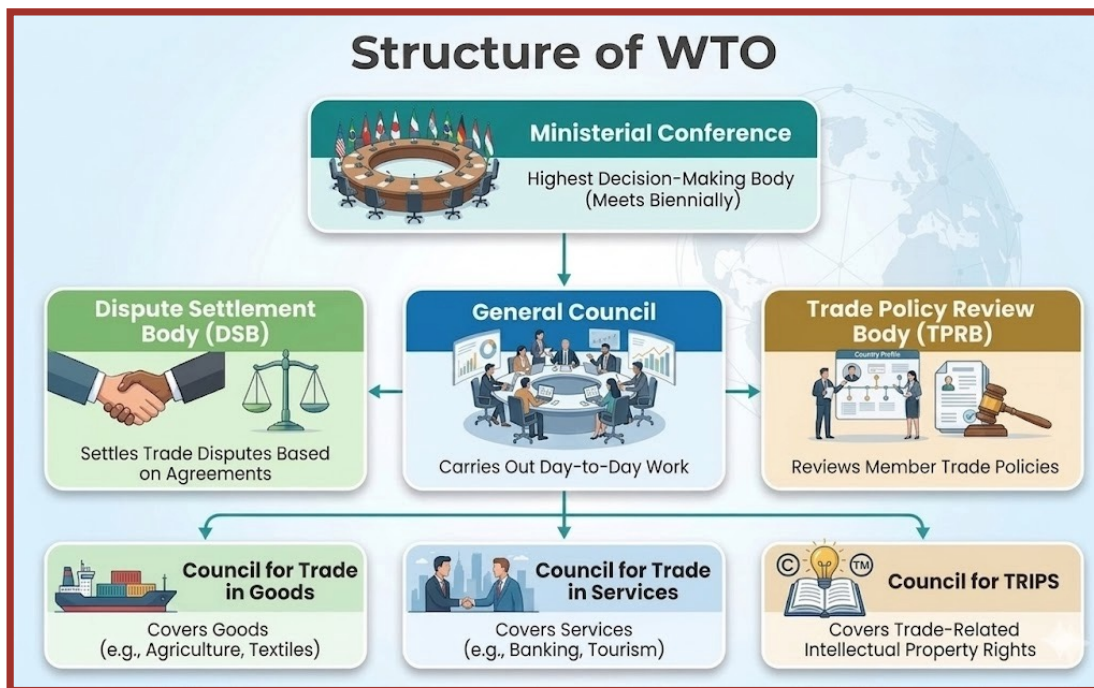 Structure of WTO
Ministerial Conference
Highest Decision-Making Body
(Meets Biennially)
Dispute Settlement
Body (DSB)
Settles Trade Disputes Based
on Agreements
General Council
Carries Out Day-to-Day Work
Trade Policy Review
Body (TPRB)
Country Profile
Reviews Member Trade Policies
Council for Trade
in Goods
Covers Goods
(e.g., Agriculture, Textiles)
Council for Trade
in Services
Covers Services
(e.g., Banking, Tourism)
©
TM
Council for TRIPS
Covers Trade-Related
Intellectual Property Rights